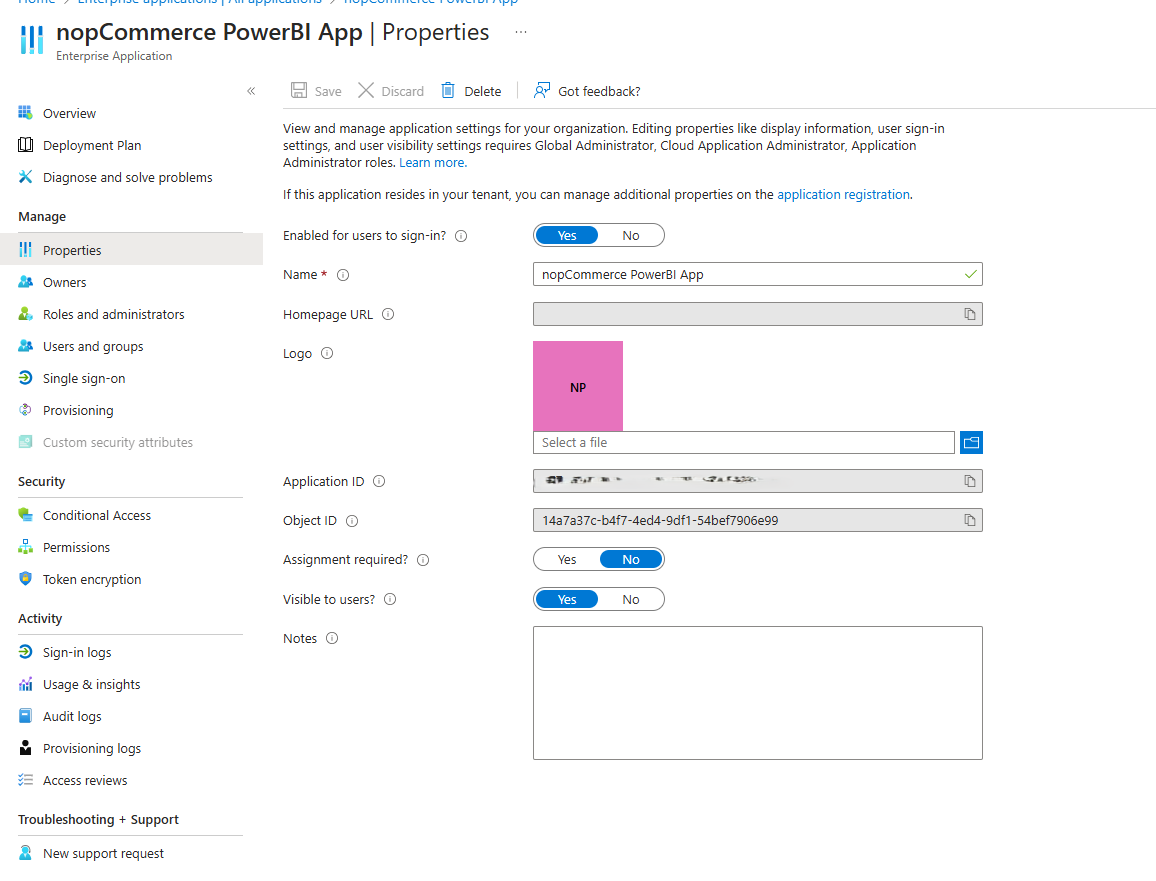 Home > Enterprise applications | All applications > nopCommerce PowerBI App
nopCommerce PowerBI App | Properties ...
Enterprise Application
«
Save Discard Delete Got feedback?
Overview
Deployment Plan
Diagnose and solve problems
Manage
Properties
Owners
Roles and administrators
Users and groups
Single sign-on
Provisioning
Custom security attributes
Security
Conditional Access
Permissions
Token encryption
Activity
Sign-in logs
Usage & insights
Audit logs
Provisioning logs
Access reviews
Troubleshooting + Support
New support request
View and manage application settings for your organization. Editing properties like display information, user sign-in
settings, and user visibility settings requires Global Administrator, Cloud Application Administrator, Application
Administrator roles. Learn more.
If this application resides in your tenant, you can manage additional properties on the application registration.
Enabled for users to sign-in? Yes No
Name * nopCommerce PowerBI App
Homepage URL
Logo
NP
Select a file
Application ID
Object ID 14a7a37c-b4f7-4ed4-9df1-54bef7906e99
Assignment required? Yes No
Visible to users? Yes No
Notes